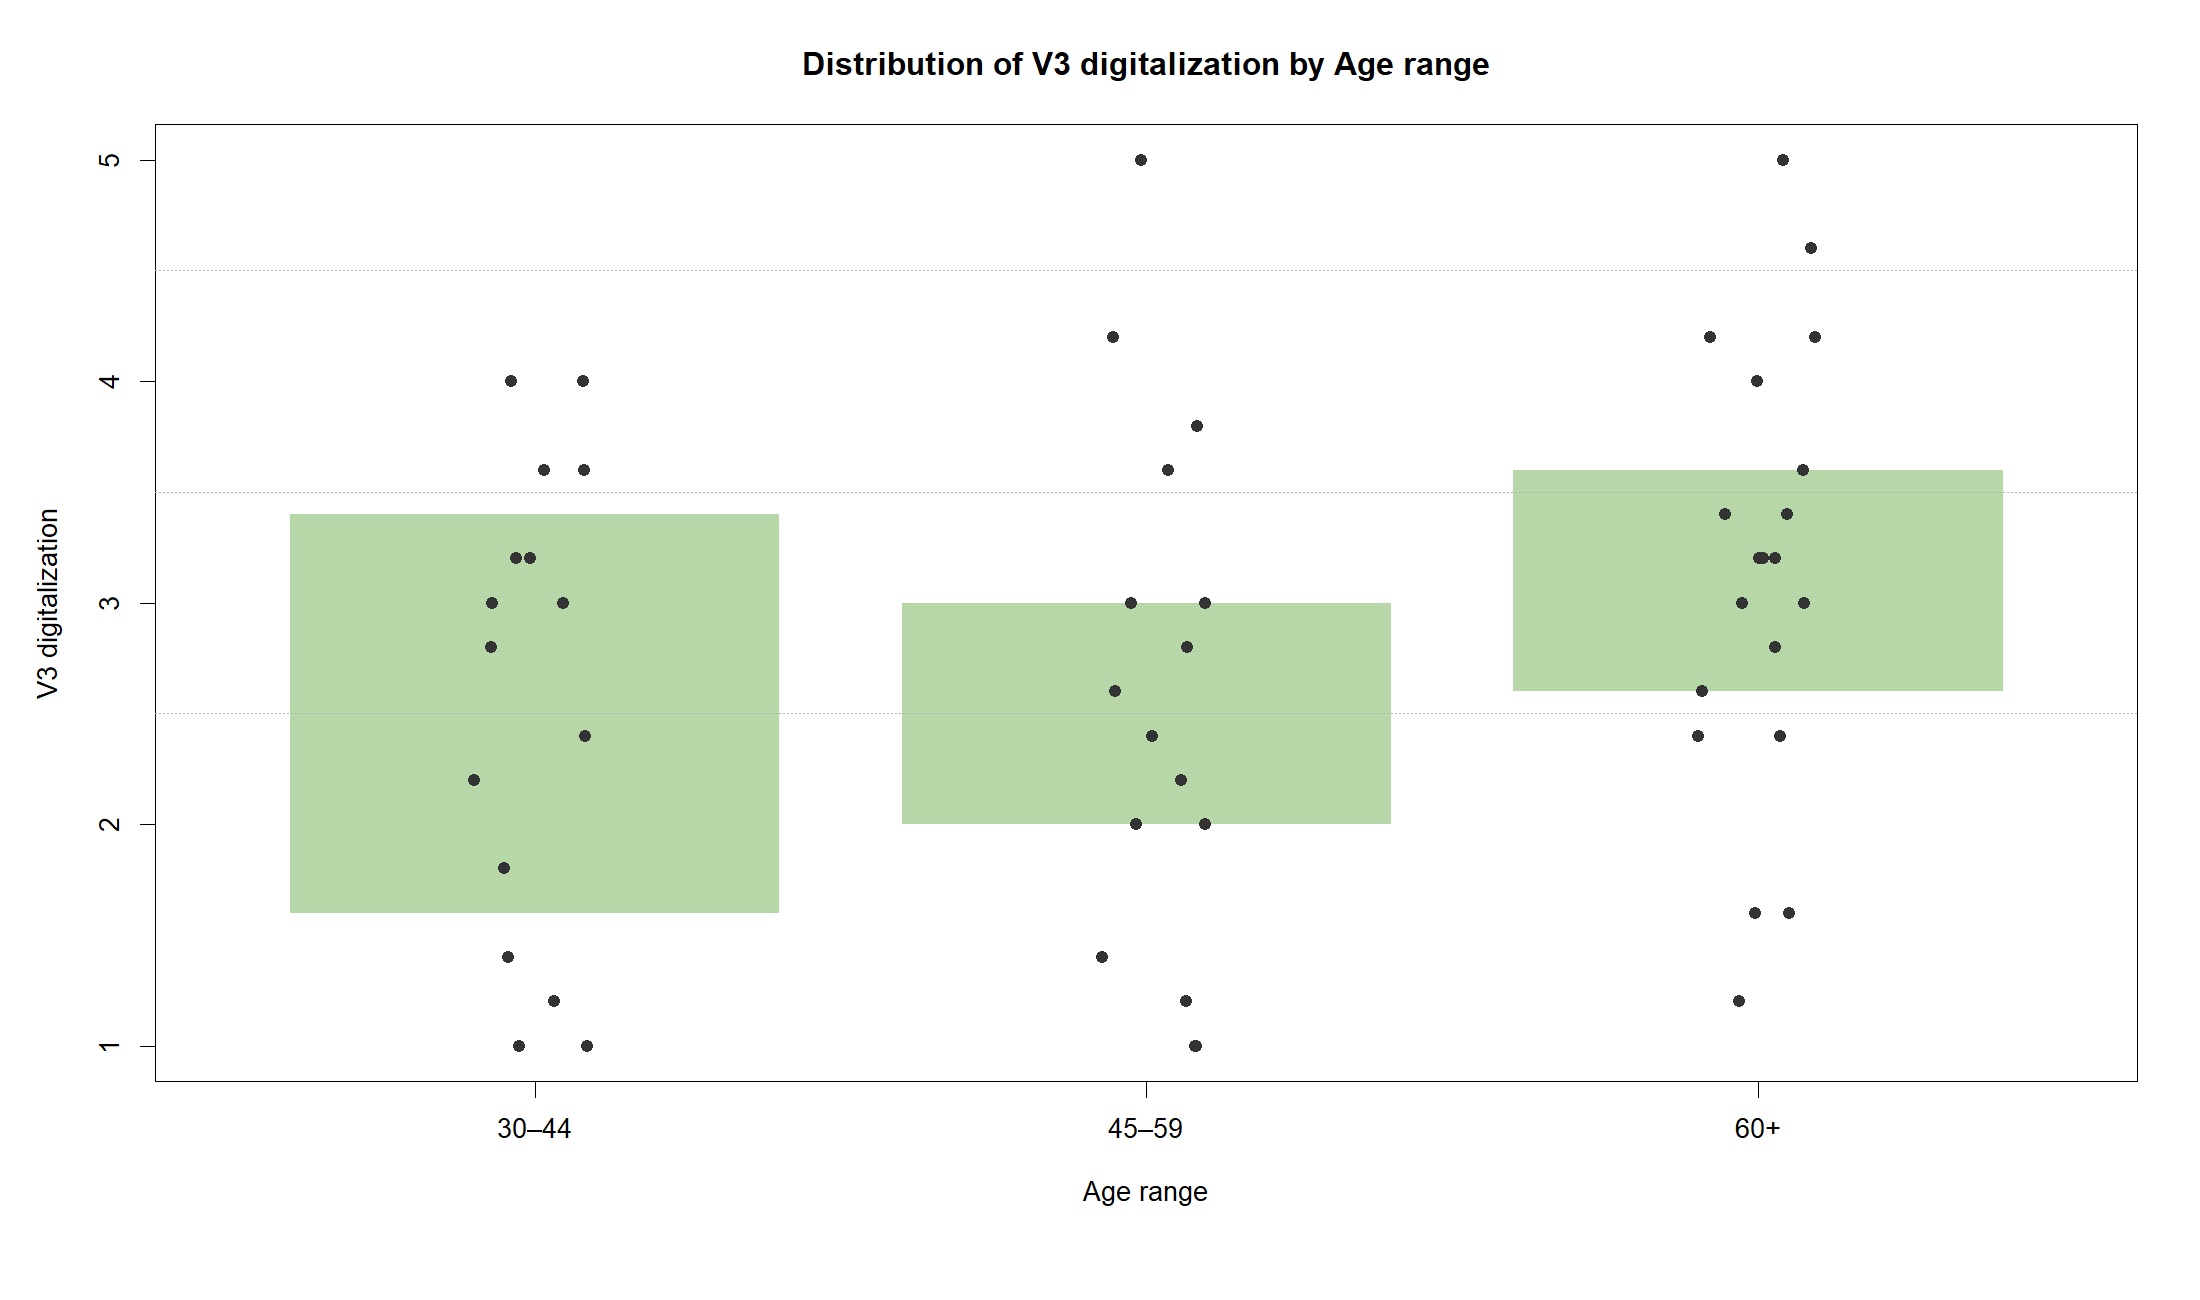 Distribution of V3 digitalization by Age range
V3 digitalization
5
4
3
2
1
30–44
45–59
60+
Age range